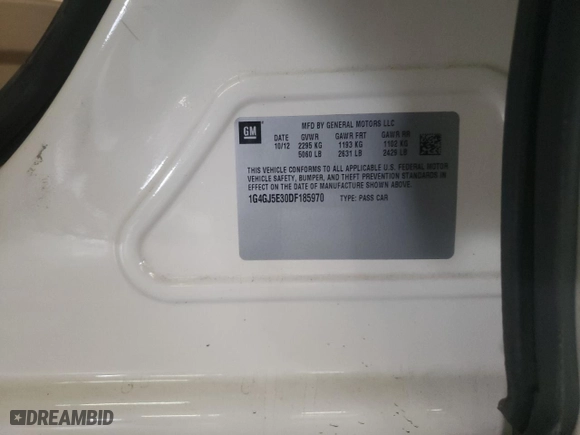 GM
MFD BY GENERAL MOTORS LLC
DATE GVWR GAWR FRT GAWR RR
10/12 2295 KG 1193 KG 1102 KG
5060 LB 2631 LB 2429 LB
THIS VEHICLE CONFORMS TO ALL APPLICABLE U.S. FEDERAL MOTOR
VEHICLE SAFETY, BUMPER, AND THEFT PREVENTION STANDARDS IN
EFFECT ON THE DATE OF MANUFACTURE SHOWN ABOVE.
1G4GJ5E30DF185970 TYPE: PASS CAR
DREAMBID